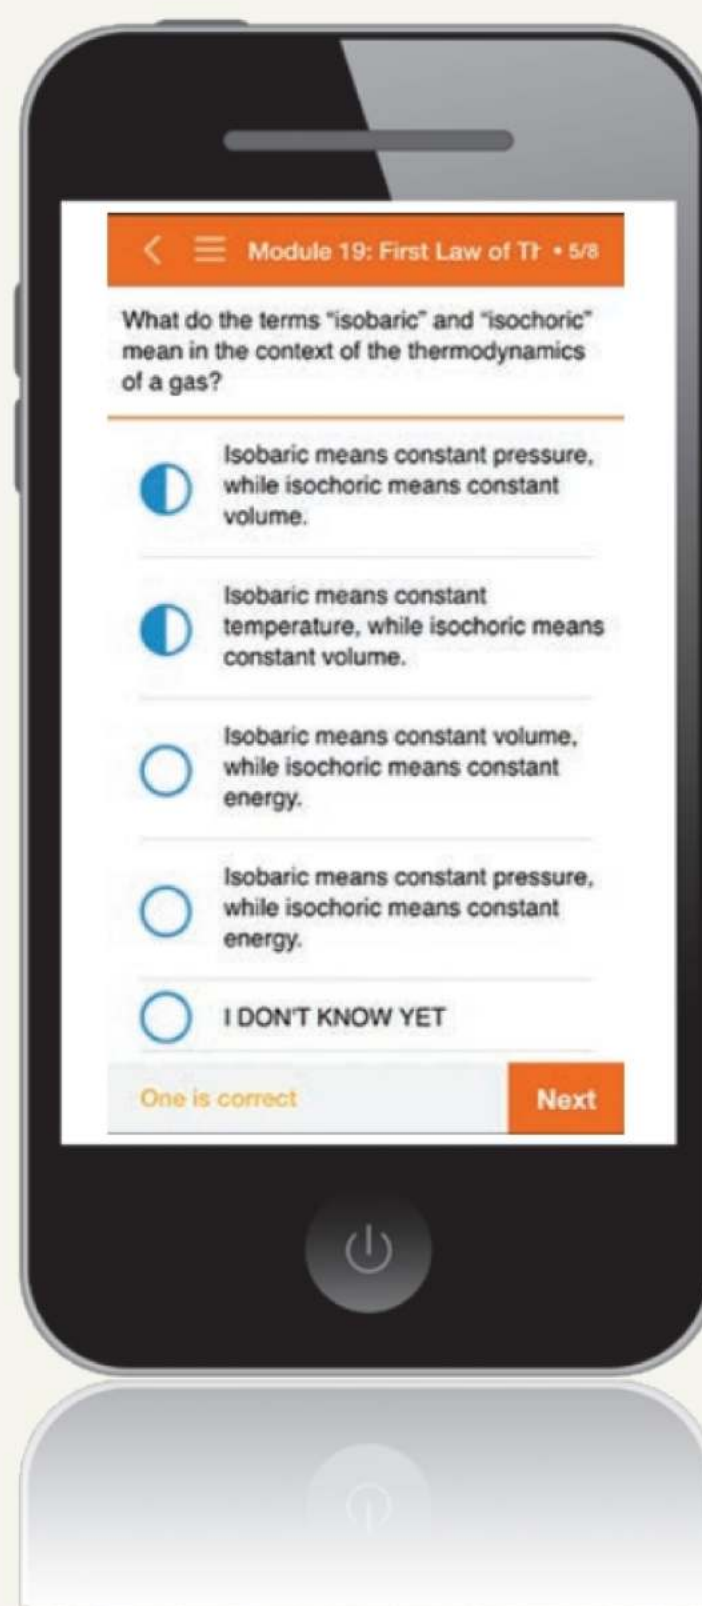 Module 19: First Law of Th • 5/8
What do the terms “isobaric” and “isochoric”
mean in the context of the thermodynamics
of a gas?
Isobaric means constant pressure,
while isochoric means constant
volume.
Isobaric means constant
temperature, while isochoric means
constant volume.
Isobaric means constant volume,
while isochoric means constant
energy.
Isobaric means constant pressure,
while isochoric means constant
energy.
I DON'T KNOW YET
One is correct
Next